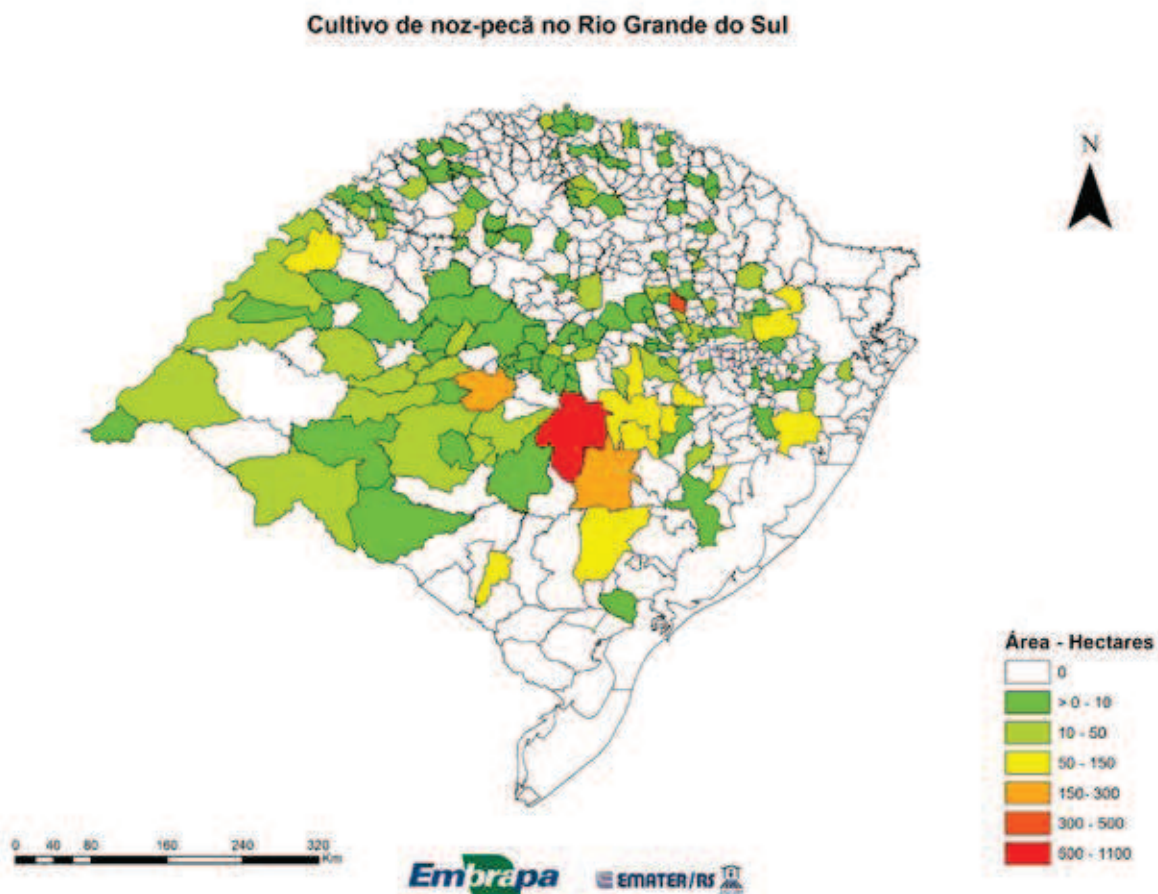 Cultivo de noz-pecã no Rio Grande do Sul
N
Área - Hectares
0
> 0 - 10
10 - 50
50 - 150
150- 300
300 - 500
500 - 1100
0 40 80 160 240 320
Km
Embrapa
EMATER/RS